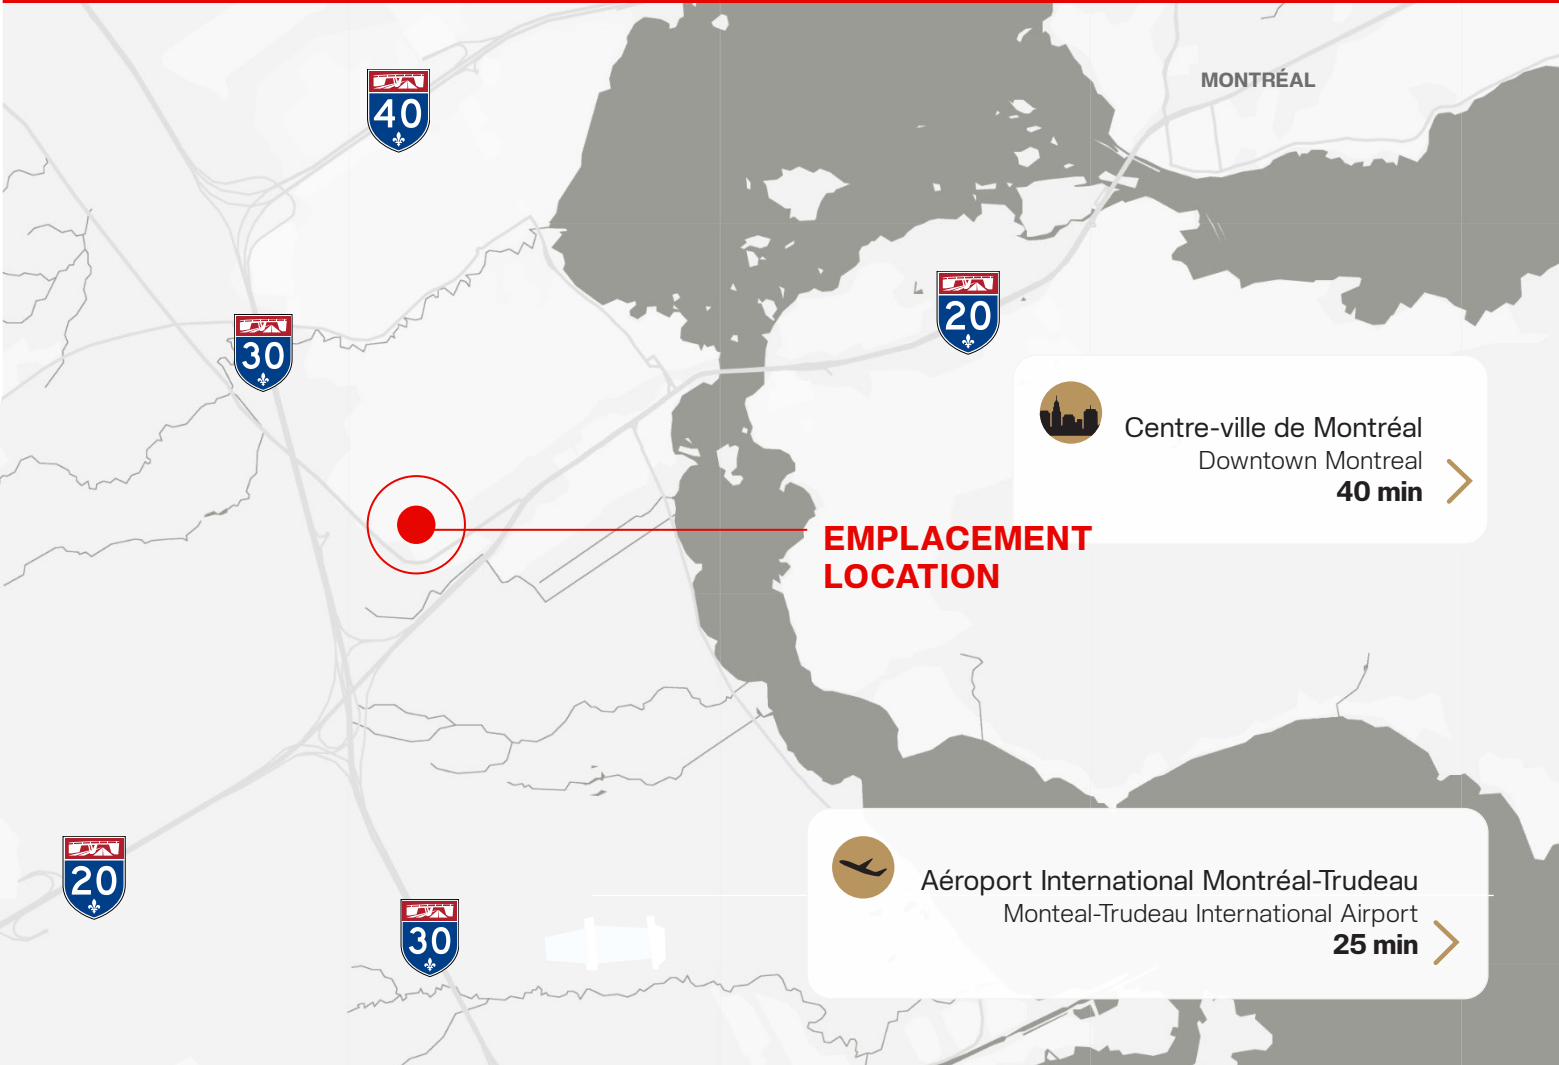 MONTRÉAL
40
20
30
Centre-ville de Montréal
Downtown Montreal
40 min
EMPLACEMENT
LOCATION
20
Aéroport International Montréal-Trudeau
Monteal-Trudeau International Airport
25 min
30